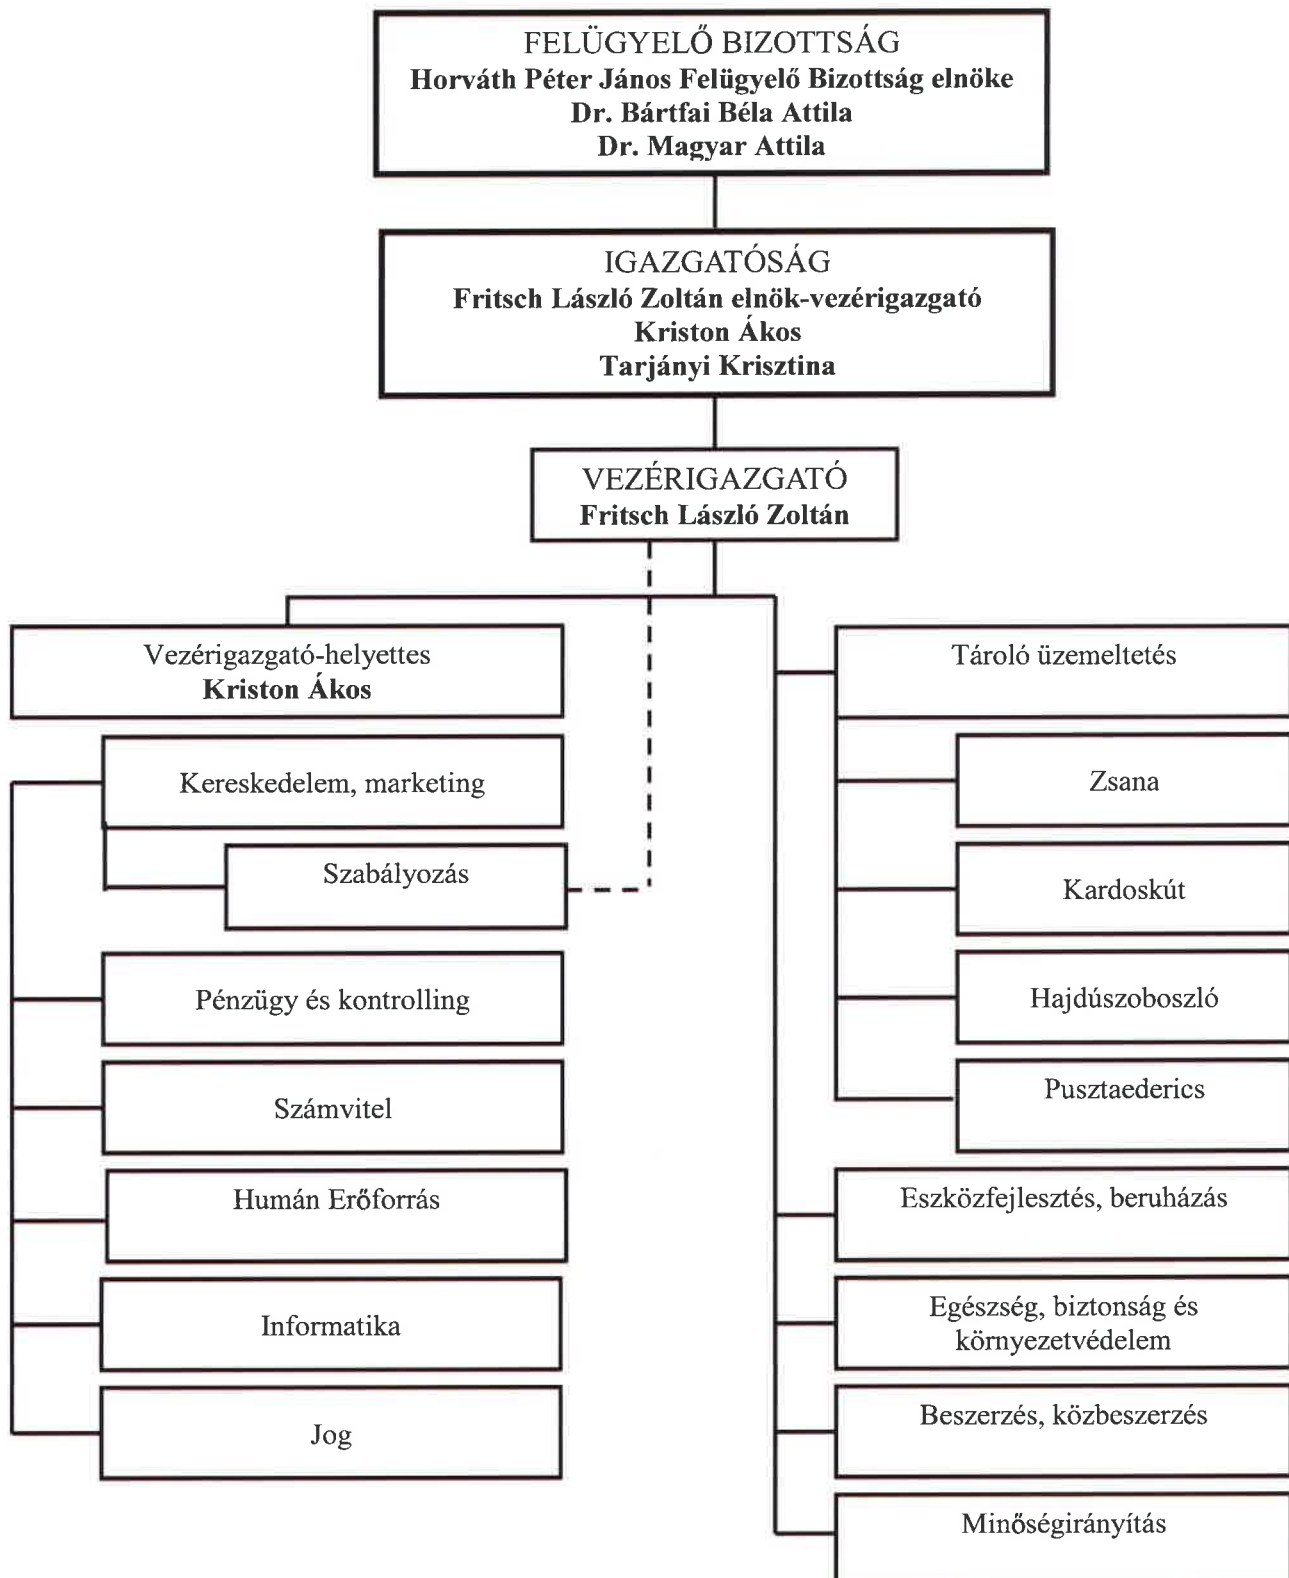 FELÜGYELŐ BIZOTTSÁG
Horváth Péter János Felügyelő Bizottság elnöke
Dr. Bártfai Béla Attila
Dr. Magyar Attila
IGAZGATÓSÁG
Fritsch László Zoltán elnök-vezérigazgató
Kriston Ákos
Tarjányi Krisztina
VEZÉRIGAZGATÓ
Fritsch László Zoltán
Vezérigazgató-helyettes
Kriston Ákos
Kereskedelem, marketing
Szabályozás
Pénzügy és kontrolling
Számvitel
Humán Erőforrás
Informatika
Jog
Tároló üzemeltetés
Zsana
Kardoskút
Hajdúszoboszló
Pusztaederics
Eszközfejlesztés, beruházás
Egészség, biztonság és
környezetvédelem
Beszerzés, közbeszerzés
Minőségirányítás